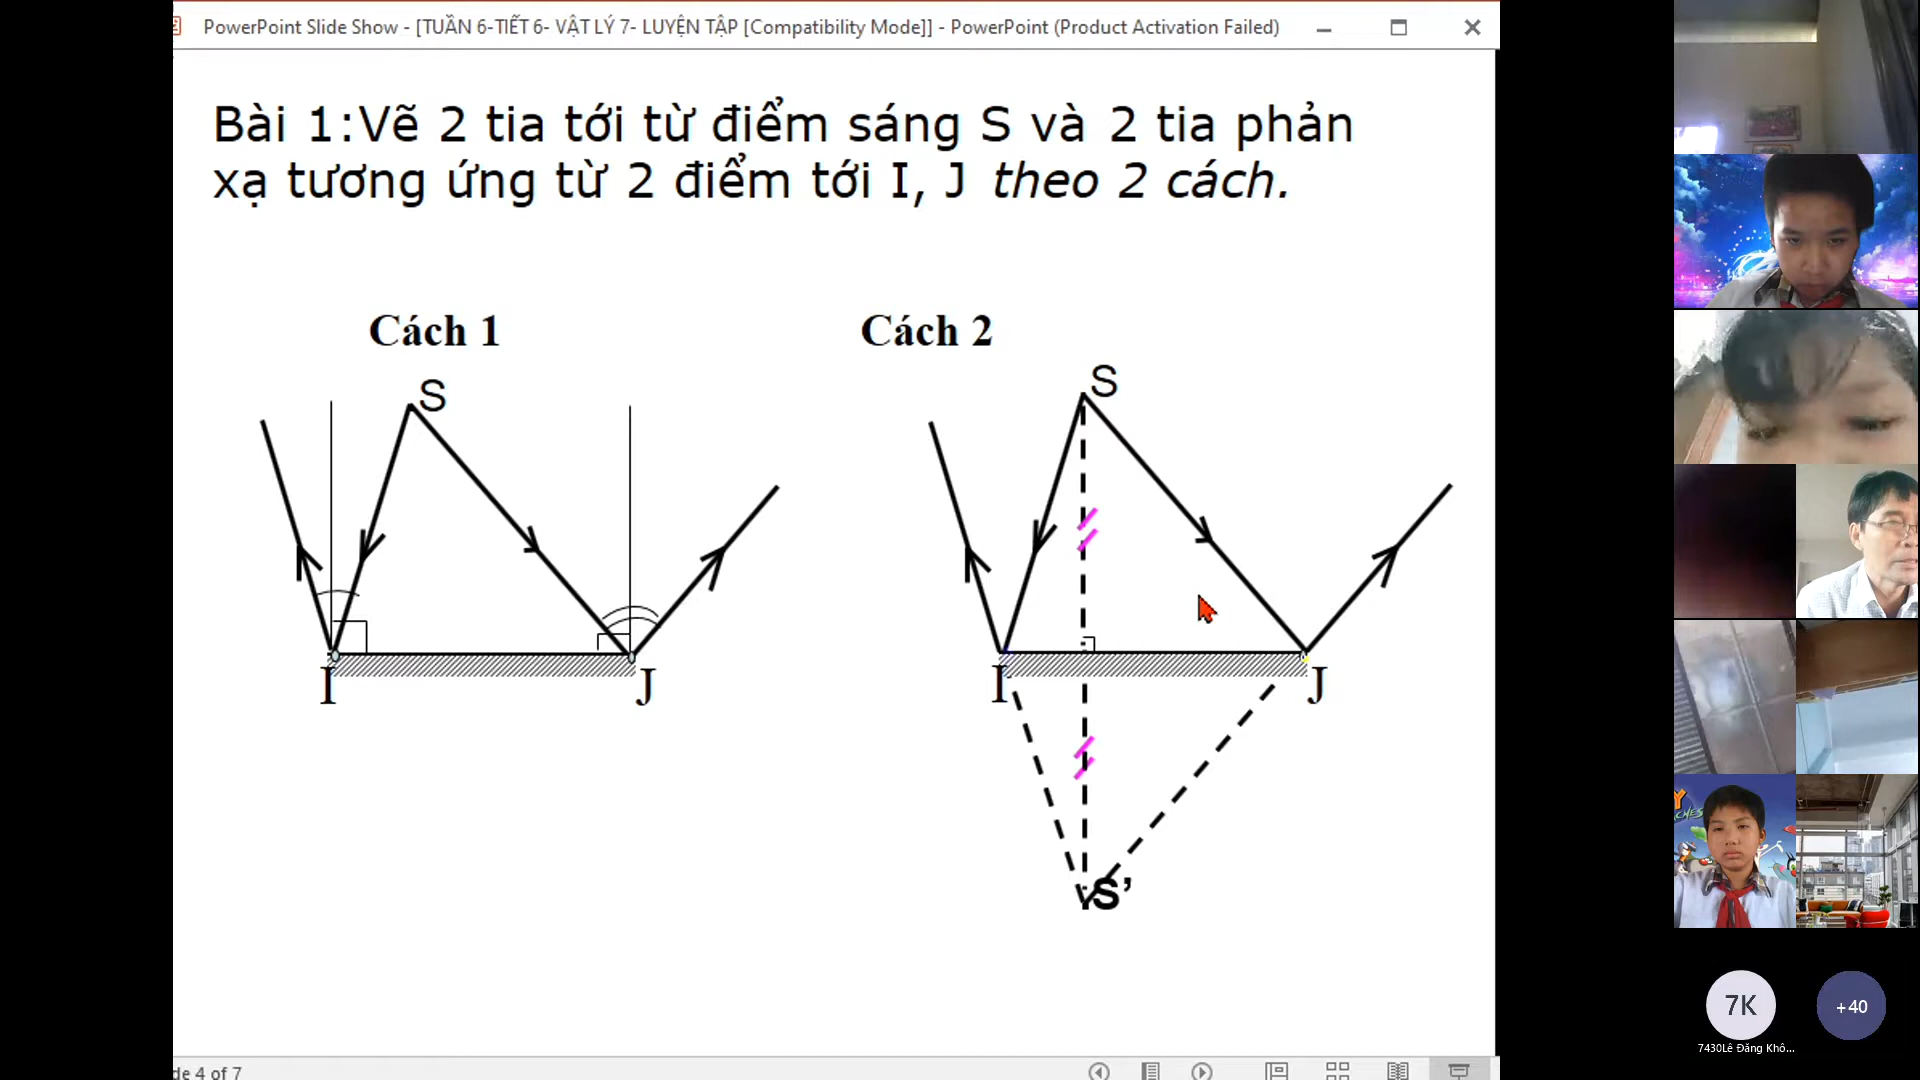 PowerPoint Slide Show - [TUẦN 6-TIẾT 6- VẬT LÝ 7- LUYỆN TẬP [Compatibility Mode]] - PowerPoint (Product Activation Failed)
Bài 1:Vẽ 2 tia tới từ điểm sáng S và 2 tia phản
xạ tương ứng từ 2 điểm tới I, J theo 2 cách.
Cách 1
Cách 2
S
S
I
J
I
J
S’
de 4 of 7
7K
+40
7430Lê Đăng Khô...